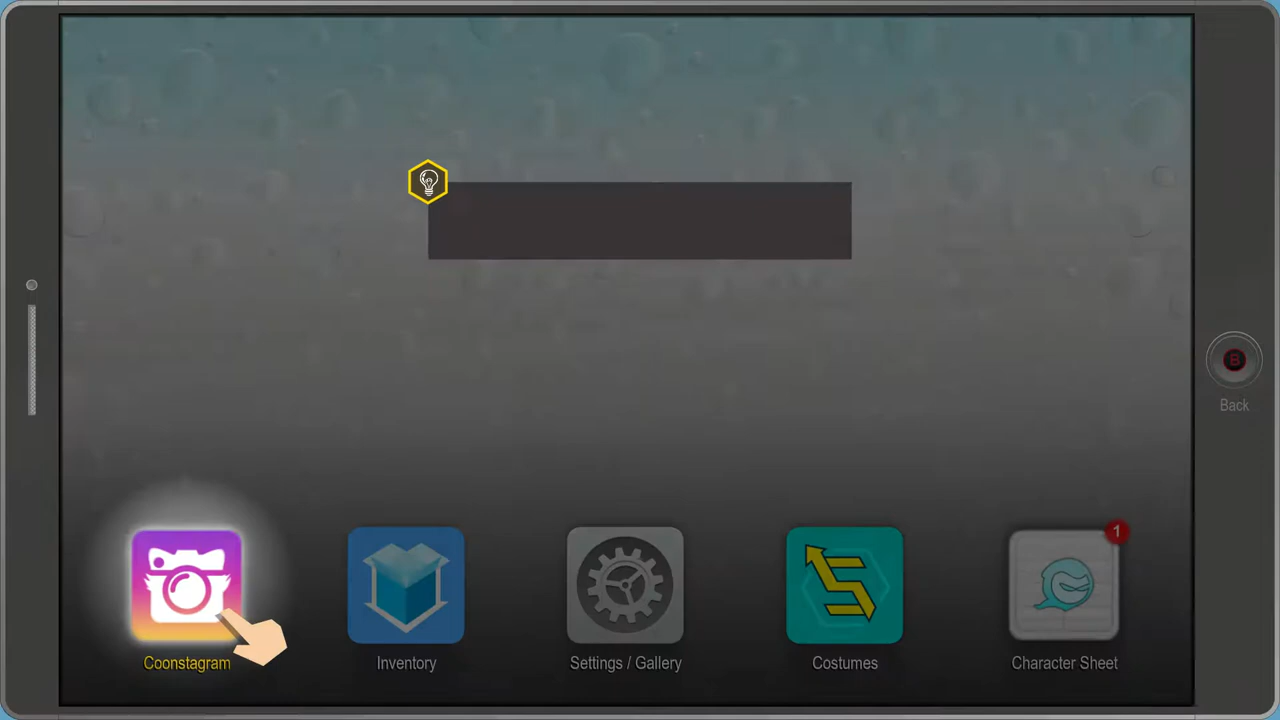 B
Back
1
Coonstagram
Inventory
Settings / Gallery
Costumes
Character Sheet